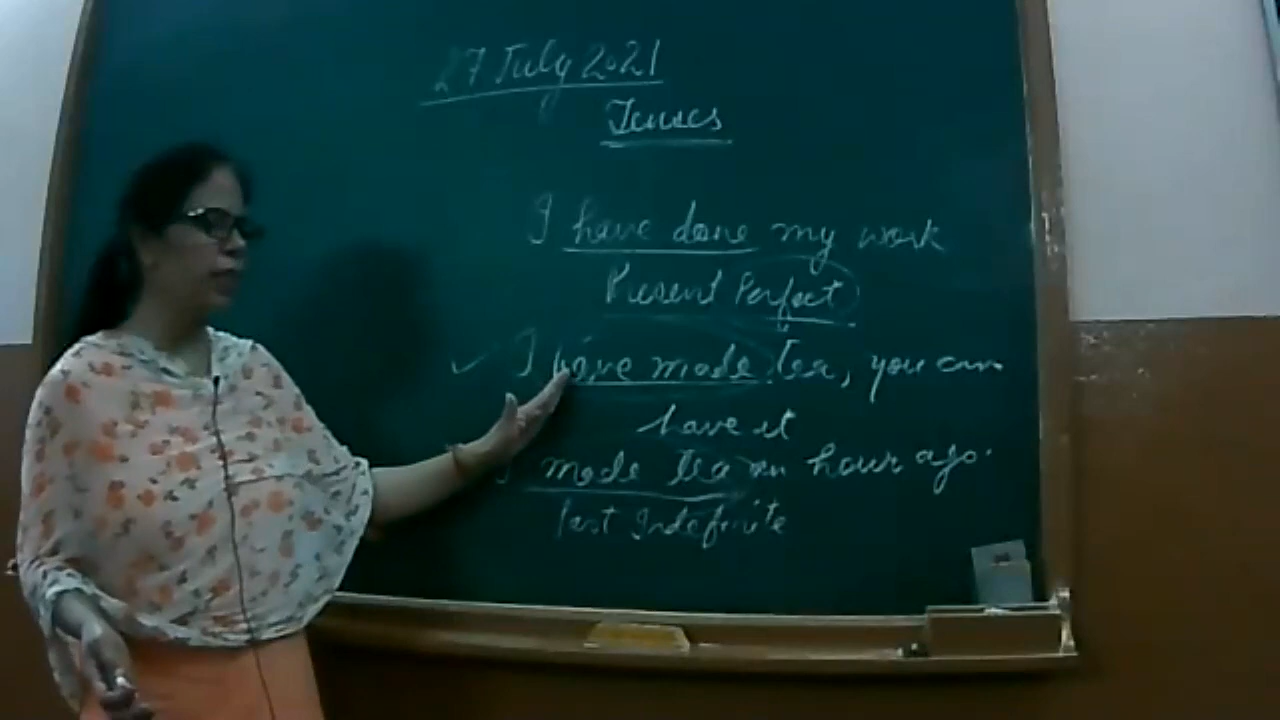 27 July 2021
Tenses
I have done my work
Present Perfect
✓ I have made tea, you can
have it
I made tea an hour ago.
Past Indefinite